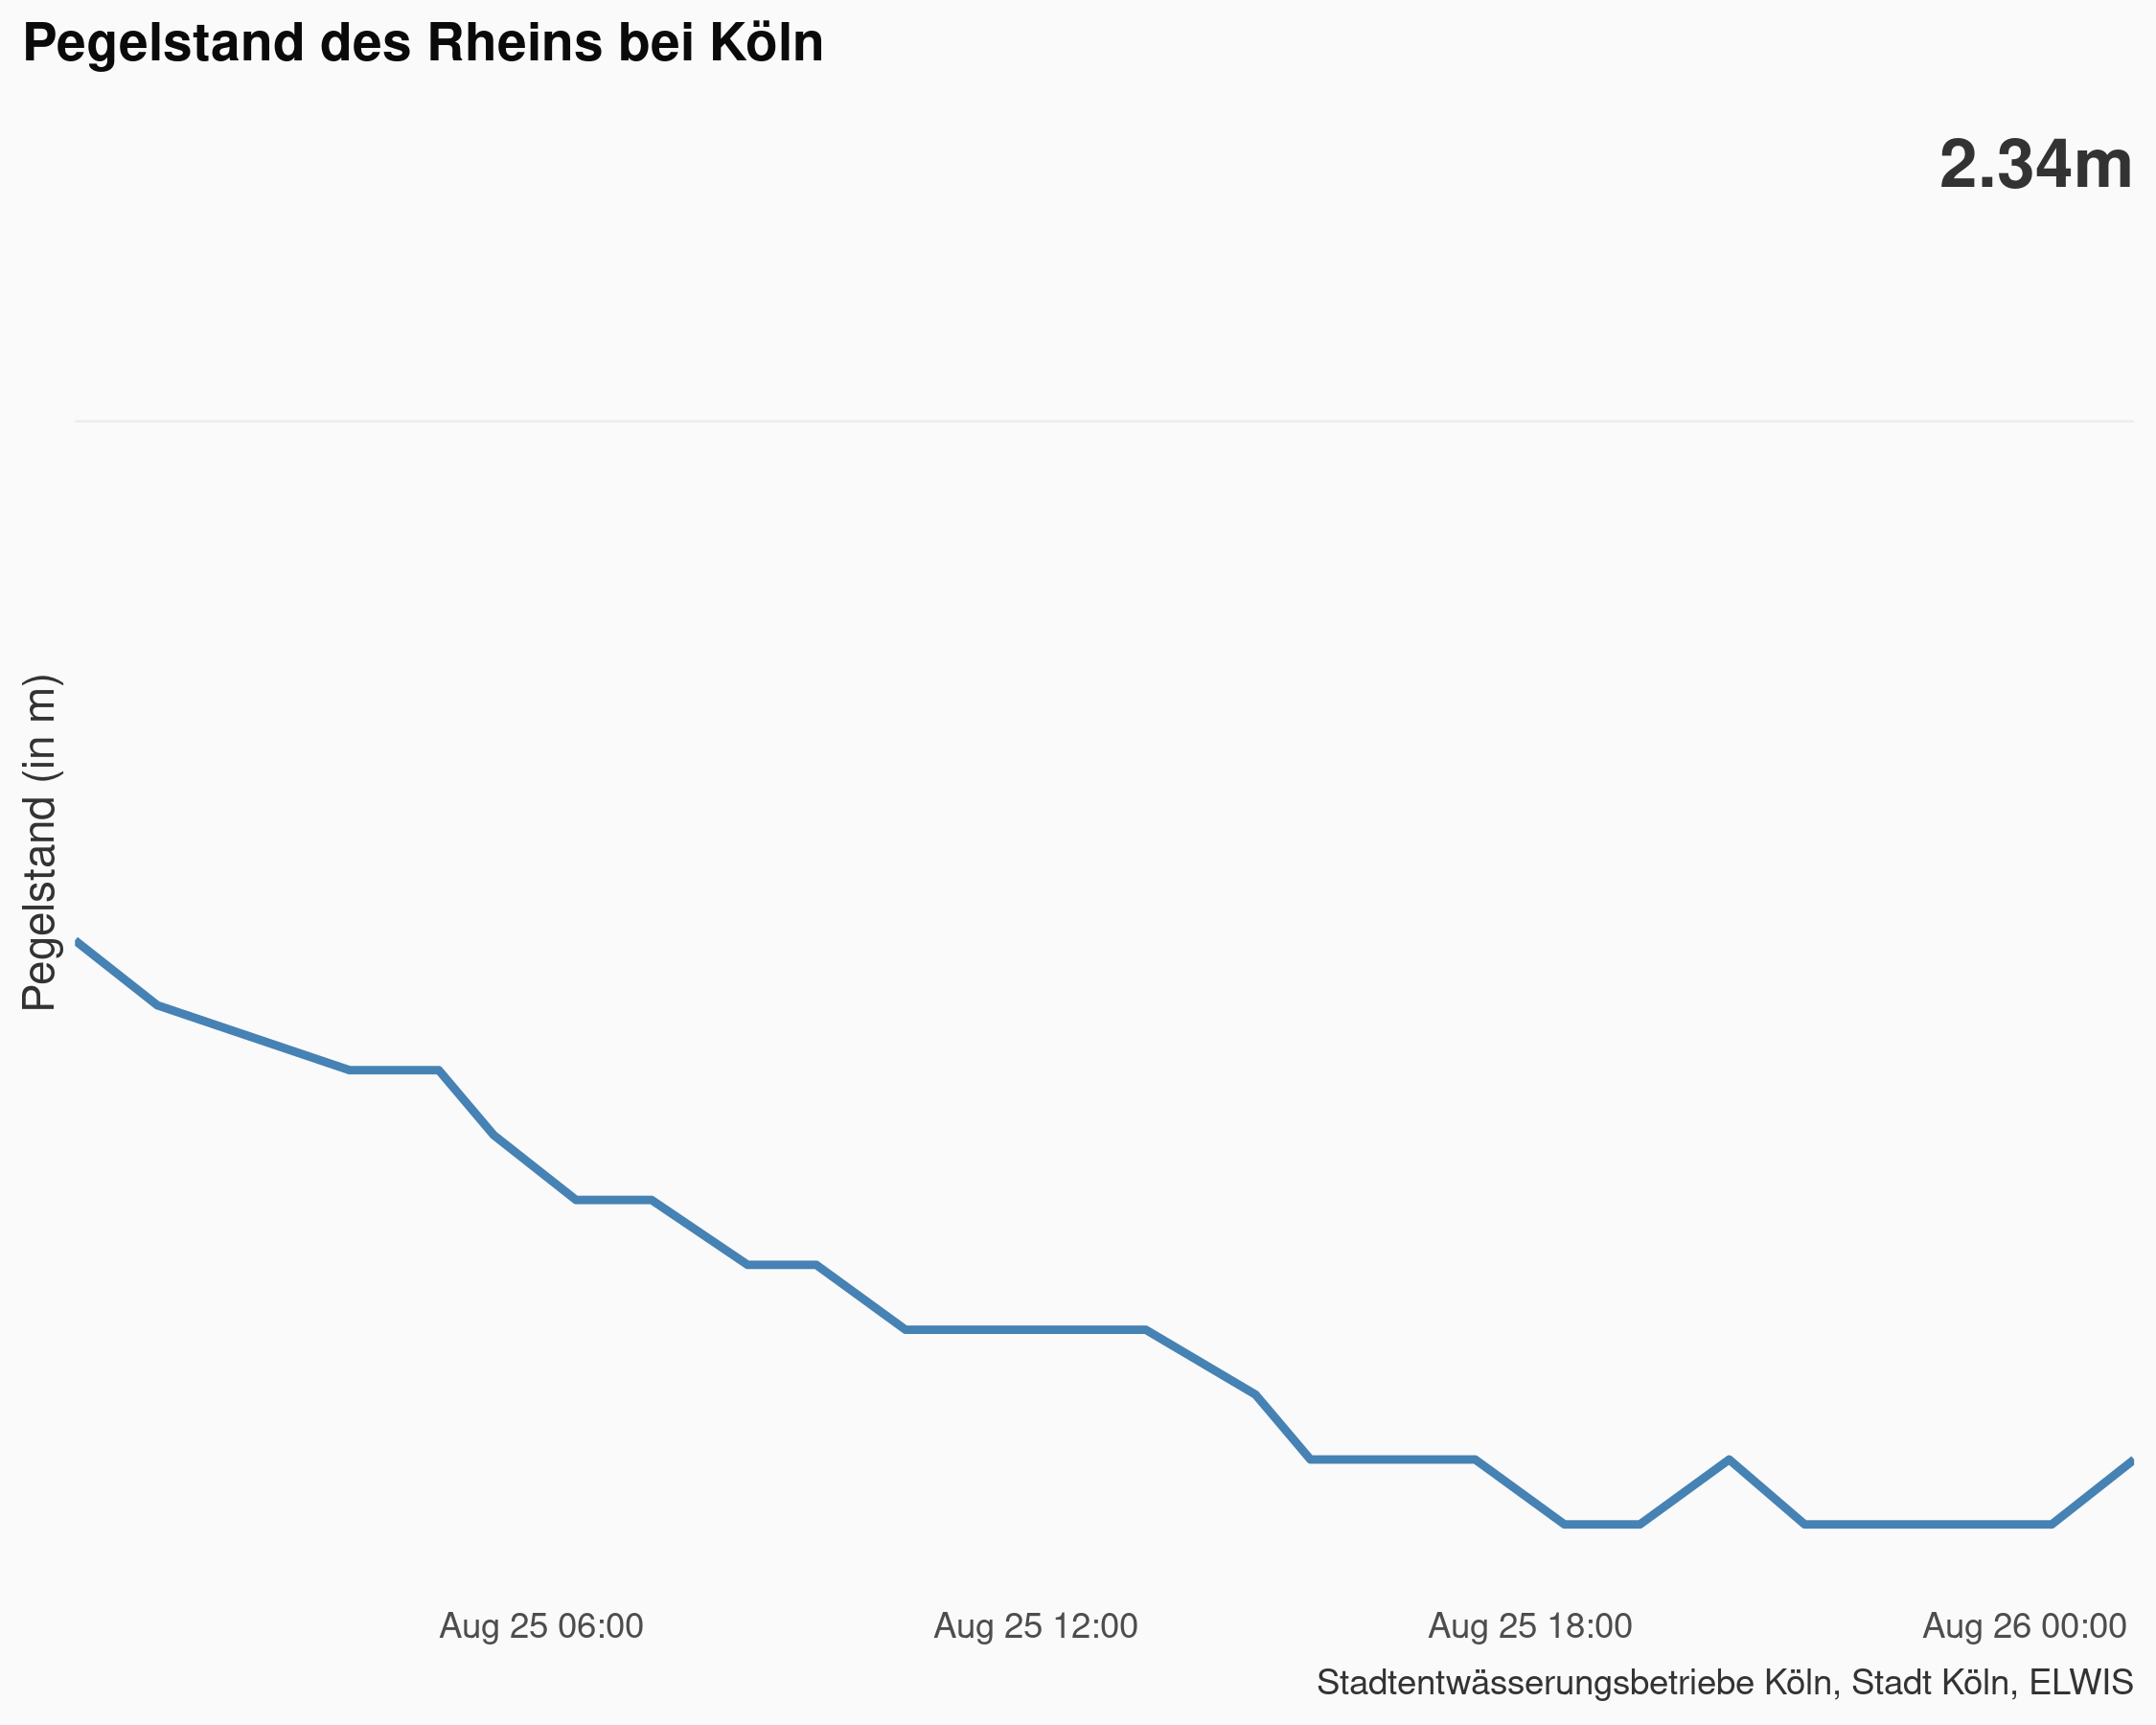 Pegelstand des Rheins bei Köln
2.34m
Pegelstand (in m)
Aug 25 06:00
Aug 25 12:00
Aug 25 18:00
Aug 26 00:00
Stadtentwässerungsbetriebe Köln, Stadt Köln, ELWIS